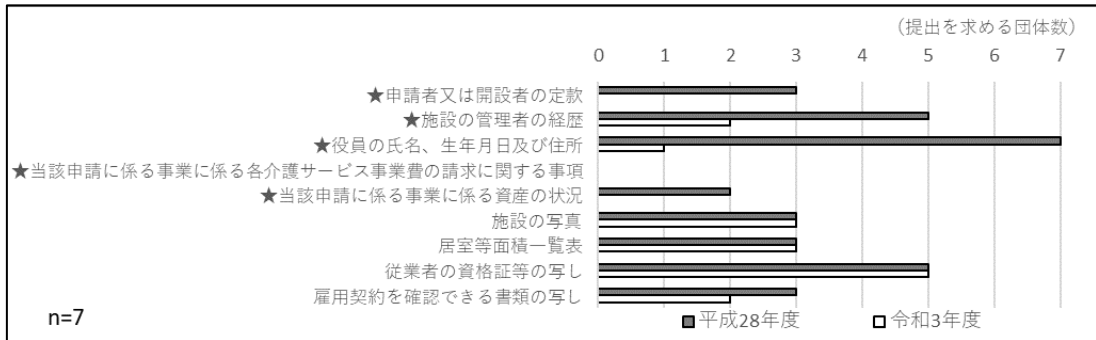 （提出を求める団体数）
0 1 2 3 4 5 6 7
★申請者又は開設者の定款
★施設の管理者の経歴
★役員の氏名、生年月日及び住所
★当該申請に係る事業に係る各介護サービス事業費の請求に関する事項
★当該申請に係る事業に係る資産の状況
施設の写真
居室等面積一覧表
従業者の資格証等の写し
雇用契約を確認できる書類の写し
n=7
平成28年度 令和3年度